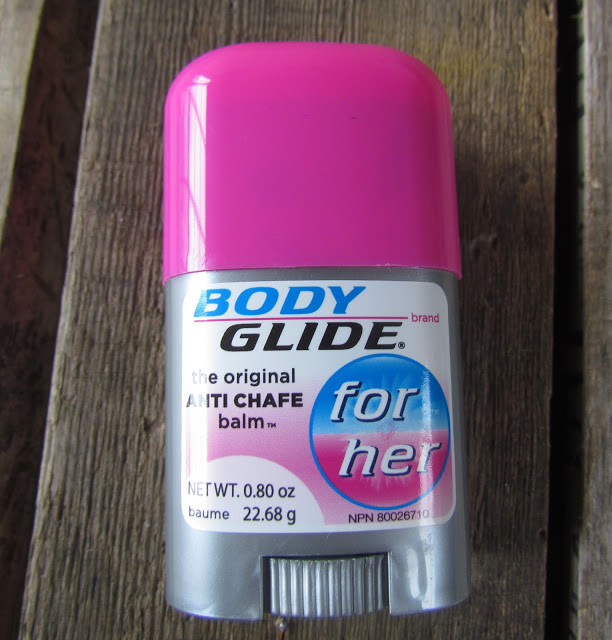 BODY
GLIDE® brand
the original
ANTI CHAFE
balm™
for
her™
NET WT. 0.80 oz
baume 22.68 g
NPN 80026710